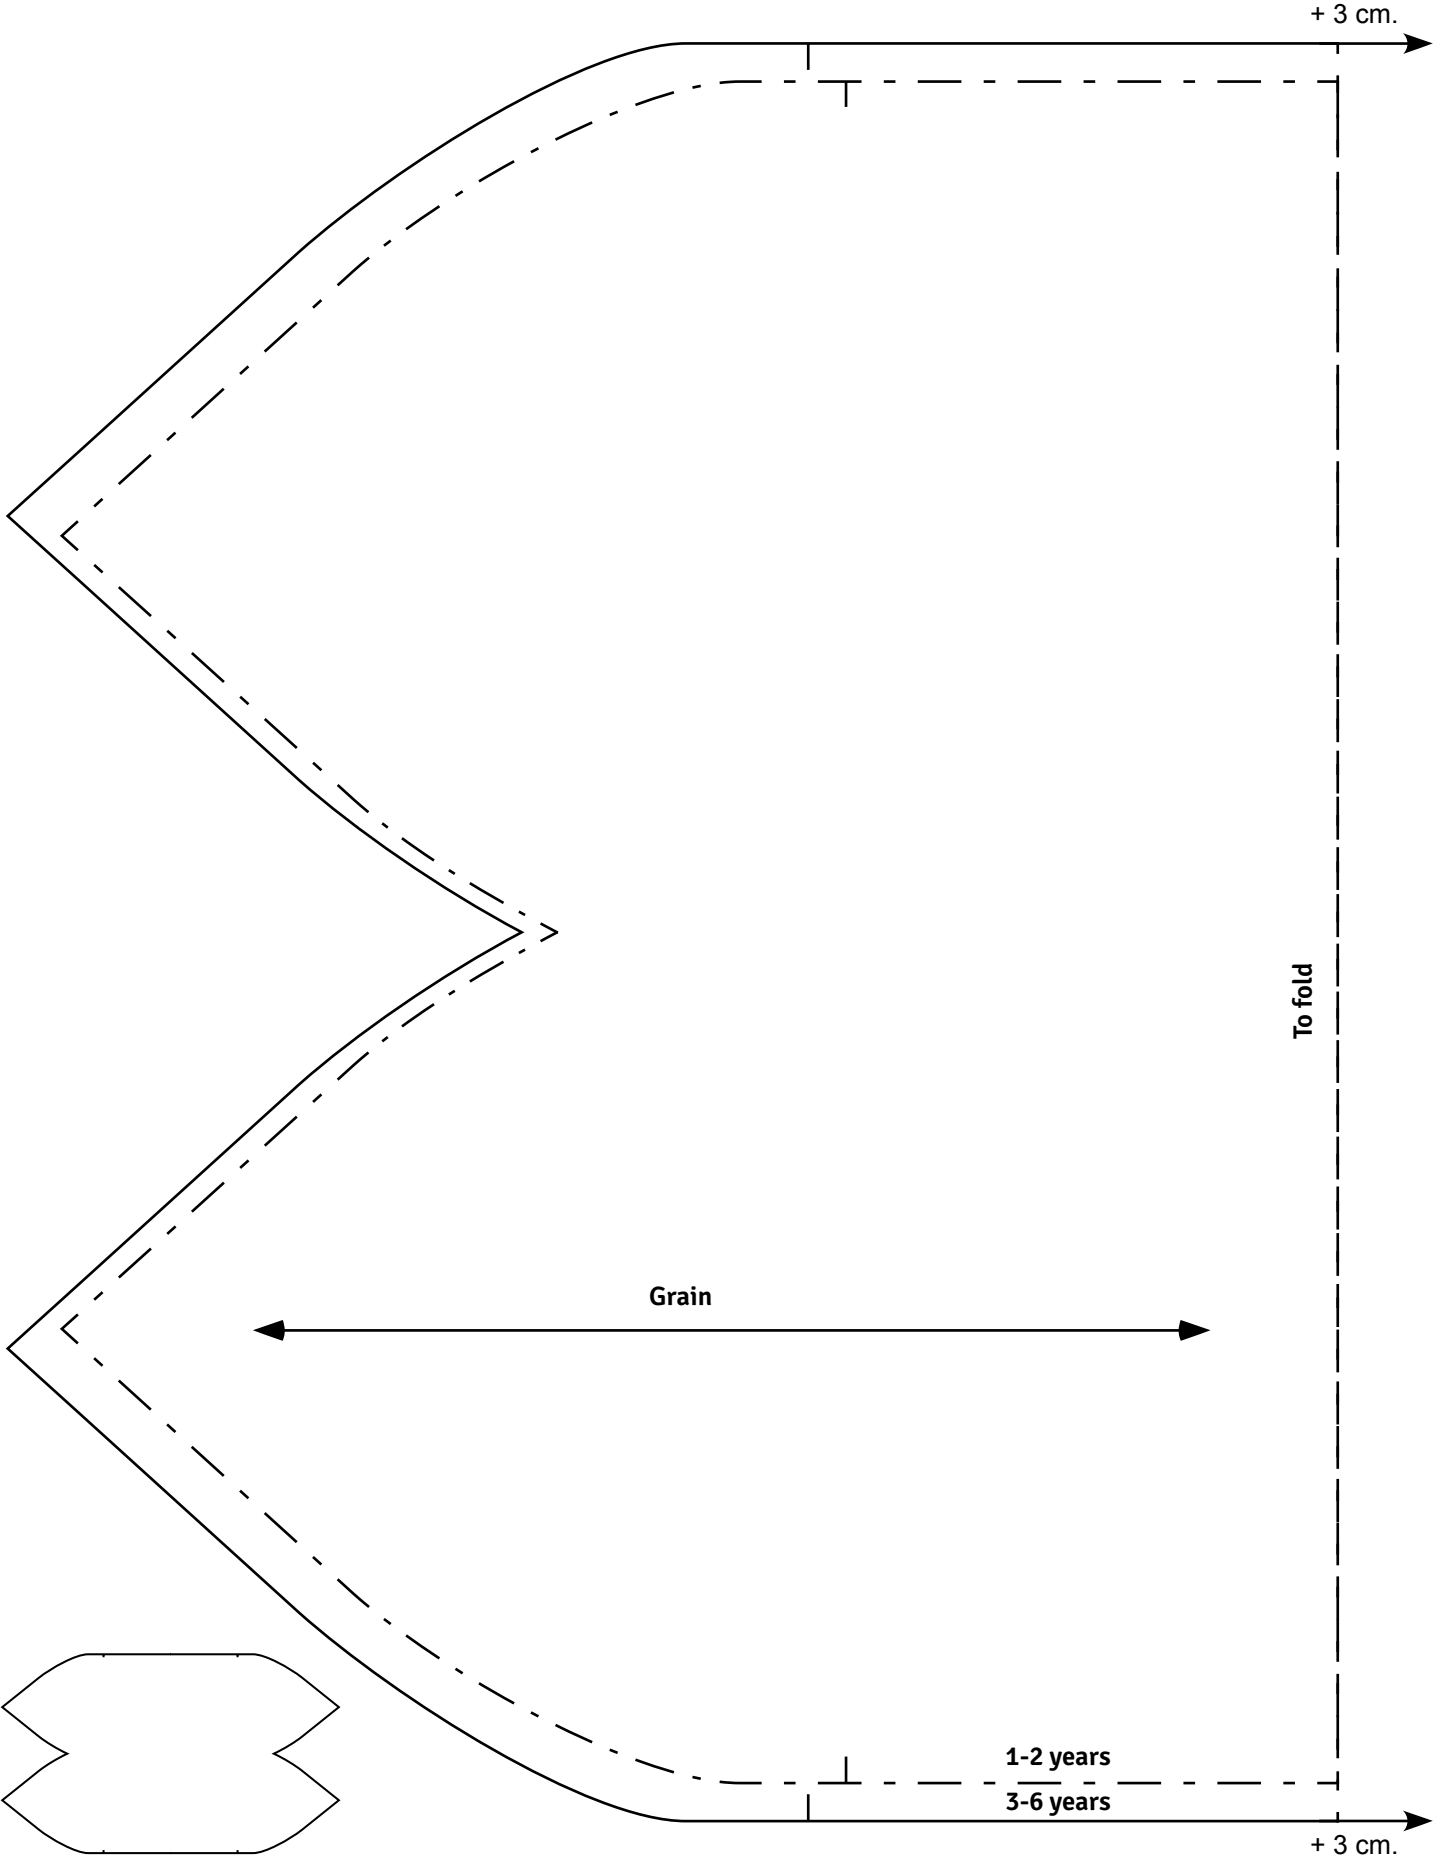 + 3 cm.
To fold
Grain
1-2 years
3-6 years
+ 3 cm.